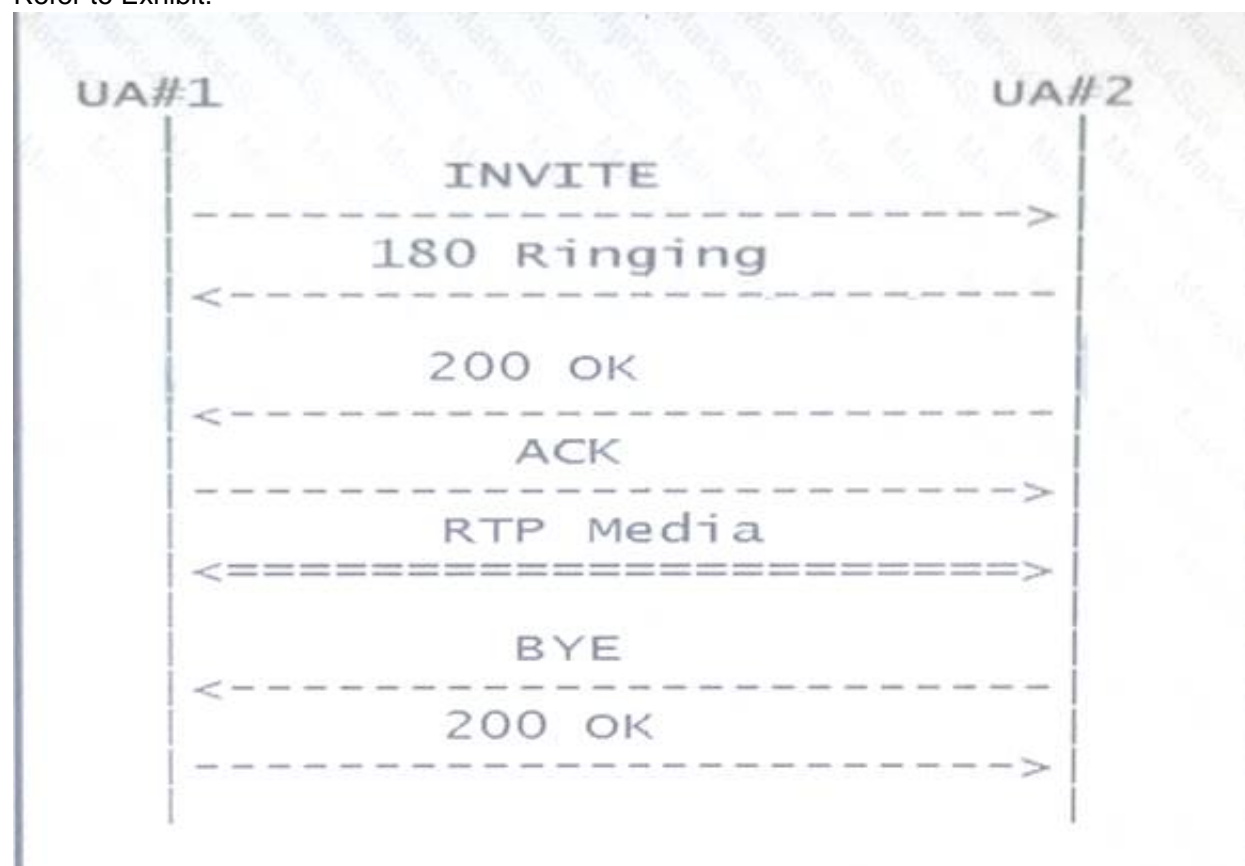 Refer to Exhibit.
UA#1 UA#2
INVITE
180 Ringing
200 OK
ACK
RTP Media
BYE
200 OK